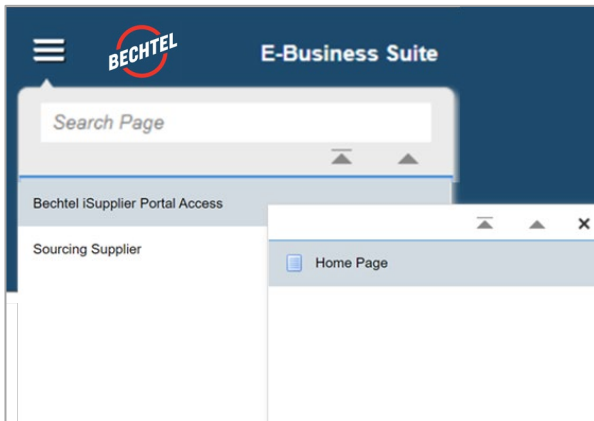 BECHTEL
E-Business Suite
Search Page
Bechtel iSupplier Portal Access
Sourcing Supplier
Home Page